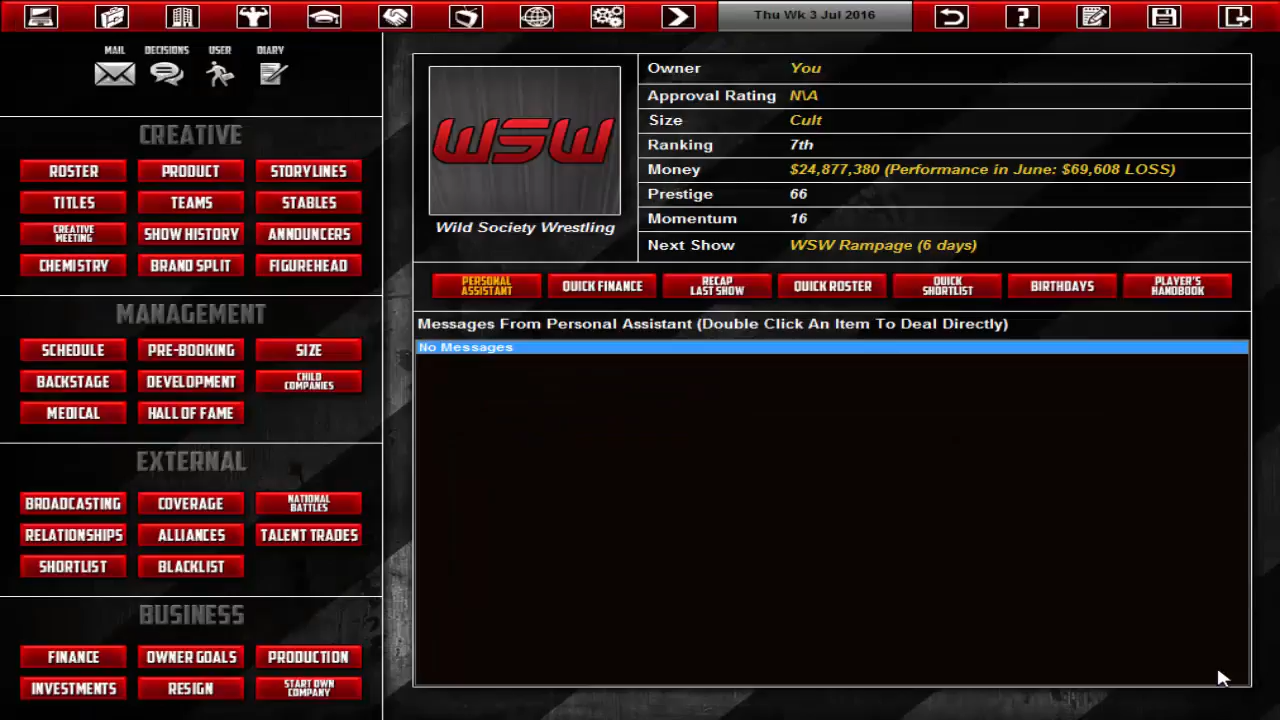 Thu Wk 3 Jul 2016
MAIL
DECISIONS
USER
DIARY
CREATIVE
ROSTER
PRODUCT
STORYLINES
TITLES
TEAMS
STABLES
CREATIVE
MEETING
SHOW HISTORY
ANNOUNCERS
CHEMISTRY
BRAND SPLIT
FIGUREHEAD
MANAGEMENT
SCHEDULE
PRE-BOOKING
SIZE
BACKSTAGE
DEVELOPMENT
CHILD
COMPANIES
MEDICAL
HALL OF FAME
EXTERNAL
BROADCASTING
COVERAGE
NATIONAL
BATTLES
RELATIONSHIPS
ALLIANCES
TALENT TRADES
SHORTLIST
BLACKLIST
BUSINESS
FINANCE
OWNER GOALS
PRODUCTION
INVESTMENTS
RESIGN
START OWN
COMPANY
WSW
Wild Society Wrestling
Owner You
Approval Rating N\A
Size Cult
Ranking 7th
Money $24,877,380 (Performance in June: $69,608 LOSS)
Prestige 66
Momentum 16
Next Show WSW Rampage (6 days)
PERSONAL
ASSISTANT
QUICK FINANCE
RECAP
LAST SHOW
QUICK ROSTER
QUICK
SHORTLIST
BIRTHDAYS
PLAYER'S
HANDBOOK
Messages From Personal Assistant (Double Click An Item To Deal Directly)
No Messages